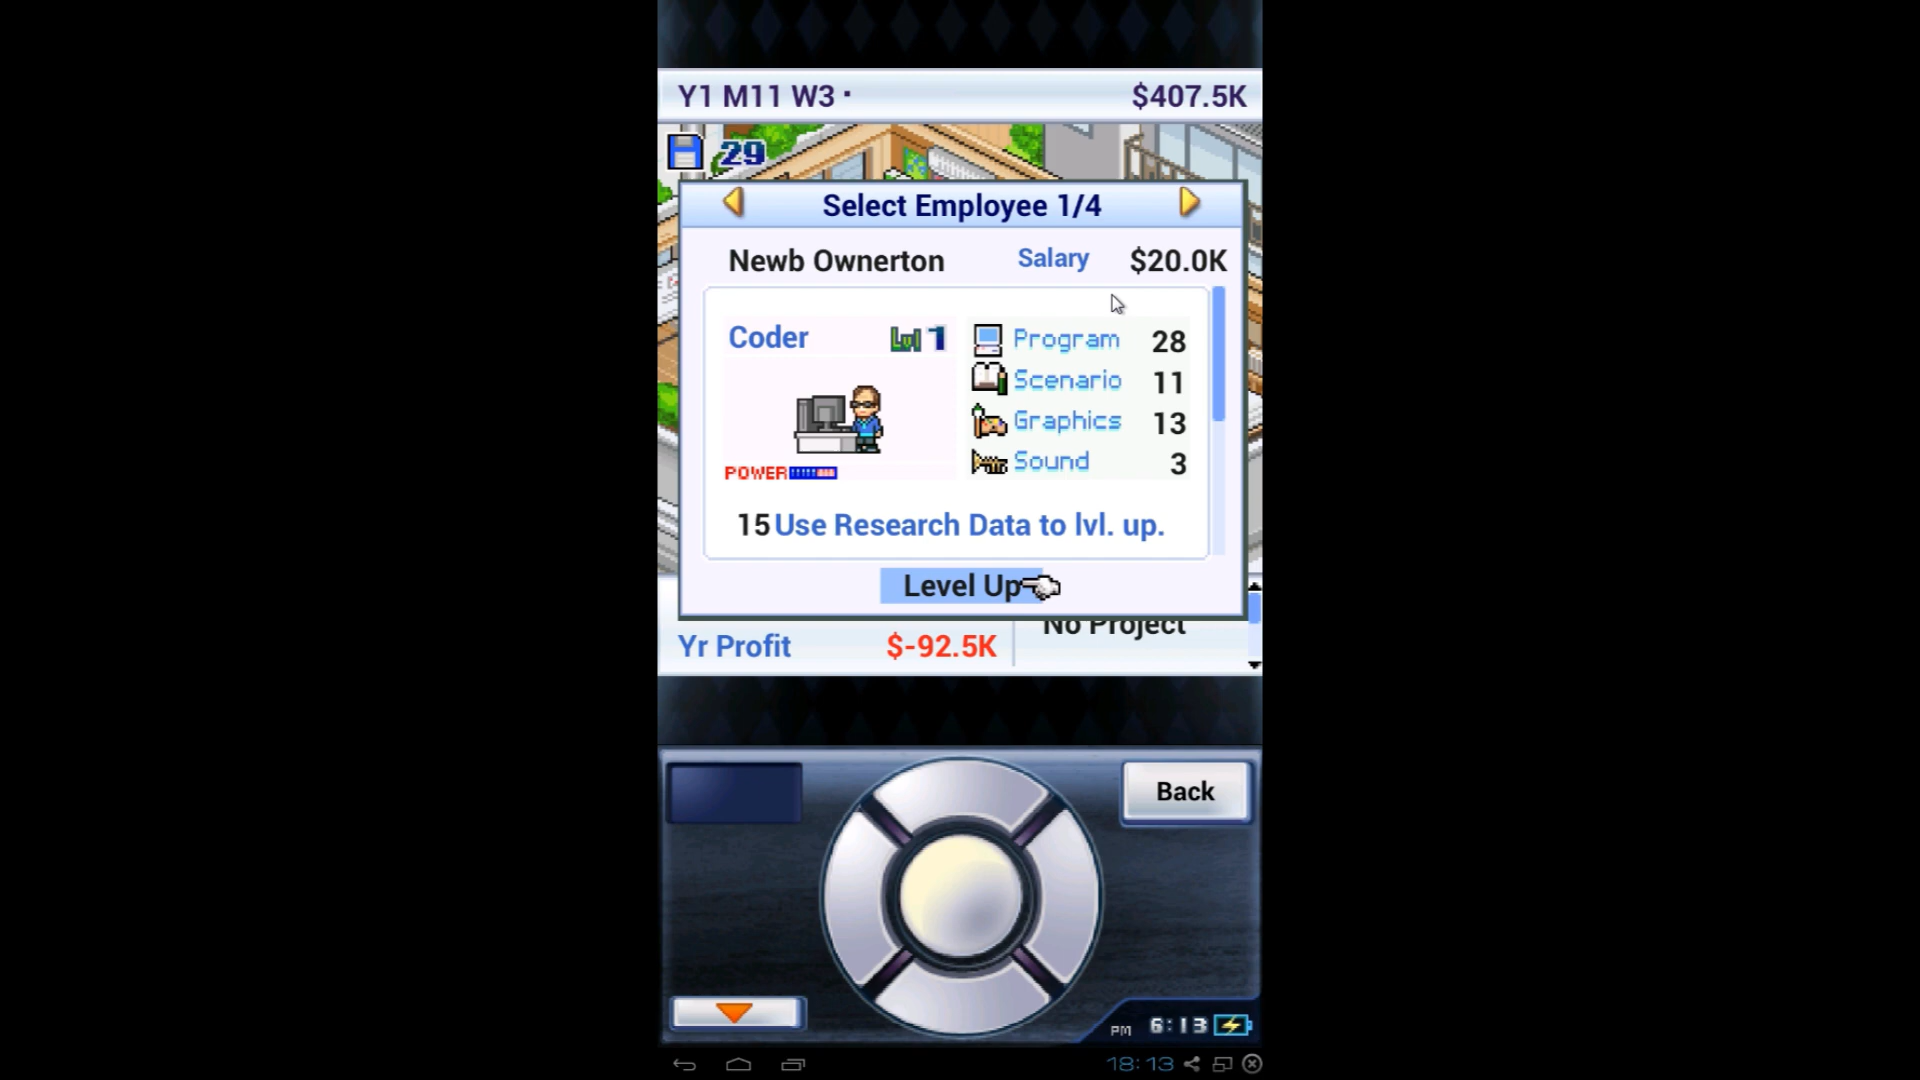 Y1 M11 W3 $407.5K
29
Select Employee 1/4
Newb Ownerton Salary $20.0K
Coder Lvl 1
Program 28
Scenario 11
Graphics 13
Sound 3
POWER
15 Use Research Data to lvl. up.
Level Up
No Project
Yr Profit $-92.5K
Back
PM 6:13
18:13